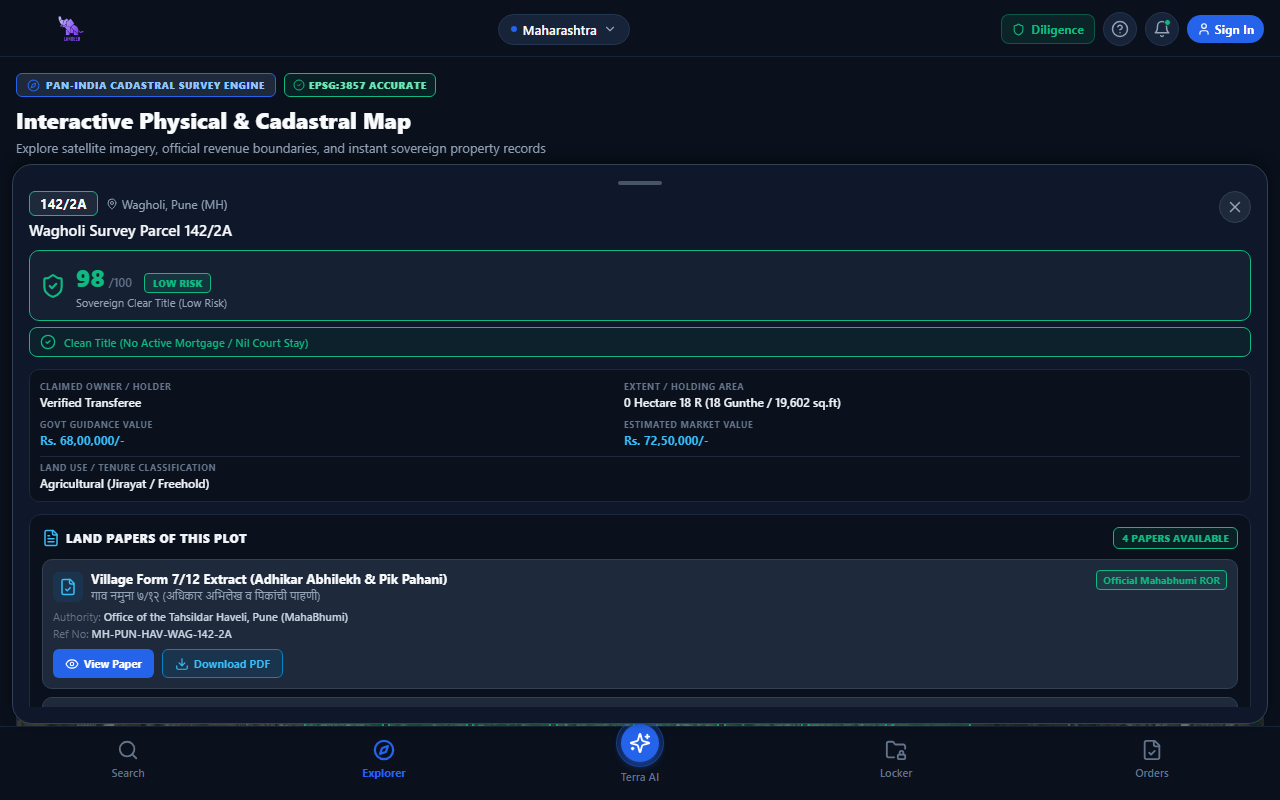 Maharashtra
Diligence
Sign In
PAN-INDIA CADASTRAL SURVEY ENGINE
EPSG:3857 ACCURATE
Interactive Physical & Cadastral Map
Explore satellite imagery, official revenue boundaries, and instant sovereign property records
142/2A
Wagholi, Pune (MH)
Wagholi Survey Parcel 142/2A
98 /100 LOW RISK
Sovereign Clear Title (Low Risk)
Clean Title (No Active Mortgage / Nil Court Stay)
CLAIMED OWNER / HOLDER
Verified Transferee
EXTENT / HOLDING AREA
0 Hectare 18 R (18 Gunthe / 19,602 sq.ft)
GOVT GUIDANCE VALUE
Rs. 68,00,000/-
ESTIMATED MARKET VALUE
Rs. 72,50,000/-
LAND USE / TENURE CLASSIFICATION
Agricultural (Jirayat / Freehold)
LAND PAPERS OF THIS PLOT
4 PAPERS AVAILABLE
Village Form 7/12 Extract (Adhikar Abhilekh & Pik Pahani)
Official Mahabhumi ROR
गाव नमुना ७/१२ (अधिकार अभिलेख व पिकांची पाहणी)
Authority: Office of the Tahsildar Haveli, Pune (MahaBhumi)
Ref No: MH-PUN-HAV-WAG-142-2A
View Paper
Download PDF
Search
Explorer
Terra AI
Locker
Orders